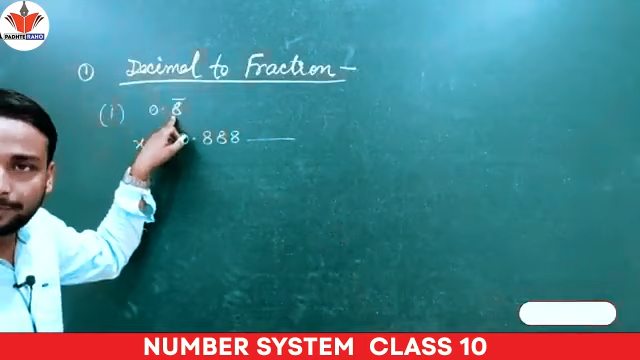 PADHTE RAHO
① Decimal to Fraction —
(i) 0.8̅
x 0.888 ———
NUMBER SYSTEM CLASS 10